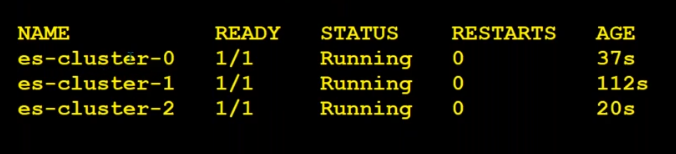 NAME READY STATUS RESTARTS AGE
es-cluster-0 1/1 Running 0 37s
es-cluster-1 1/1 Running 0 112s
es-cluster-2 1/1 Running 0 20s